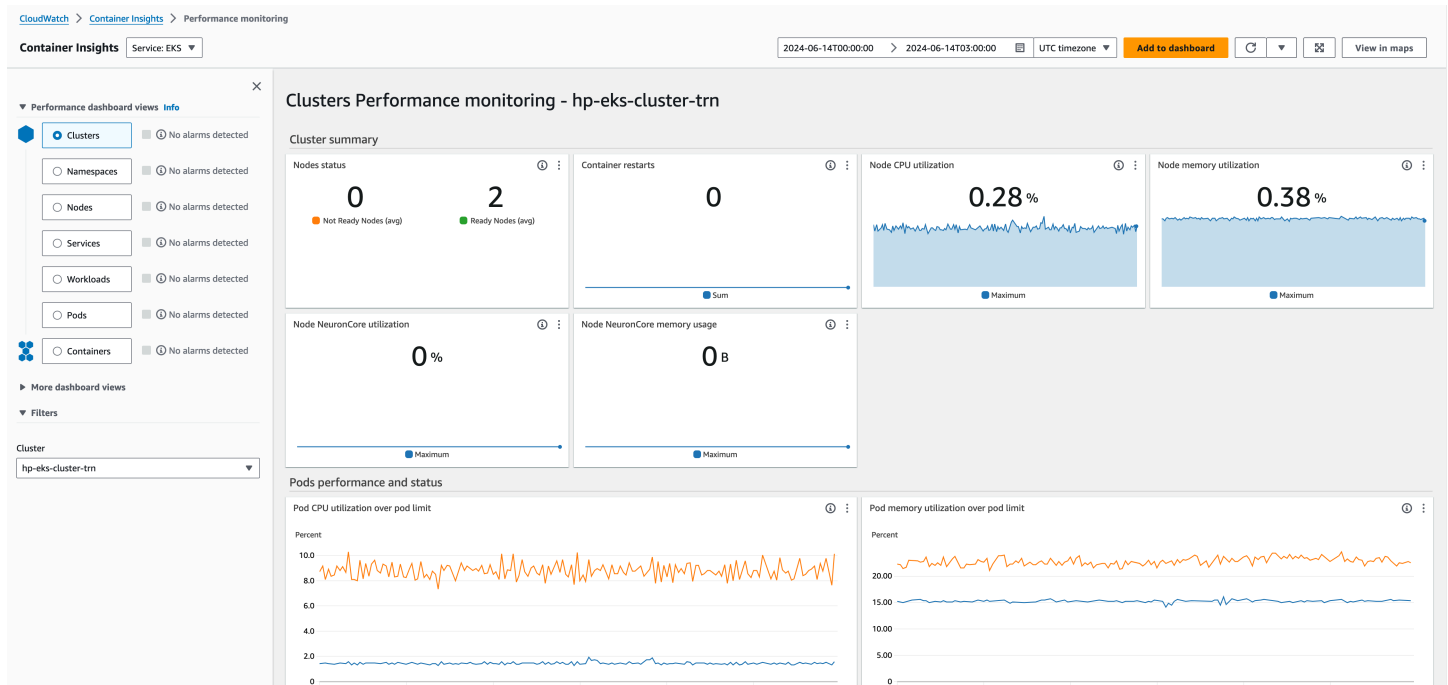 CloudWatch > Container Insights > Performance monitoring
Container Insights Service: EKS
2024-06-14T00:00:00 > 2024-06-14T03:00:00 UTC timezone Add to dashboard View in maps
Performance dashboard views Info
Clusters No alarms detected
Namespaces No alarms detected
Nodes No alarms detected
Services No alarms detected
Workloads No alarms detected
Pods No alarms detected
Containers No alarms detected
More dashboard views
Filters
Cluster
hp-eks-cluster-trn
Clusters Performance monitoring - hp-eks-cluster-trn
Cluster summary
Nodes status
0 2
Not Ready Nodes (avg) Ready Nodes (avg)
Container restarts
0
Sum
Node CPU utilization
0.28 %
Maximum
Node memory utilization
0.38 %
Maximum
Node NeuronCore utilization
0 %
Maximum
Node NeuronCore memory usage
0 B
Maximum
Pods performance and status
Pod CPU utilization over pod limit
Percent
10.0
8.0
6.0
4.0
2.0
0
Pod memory utilization over pod limit
Percent
20.00
15.00
10.00
5.00
0